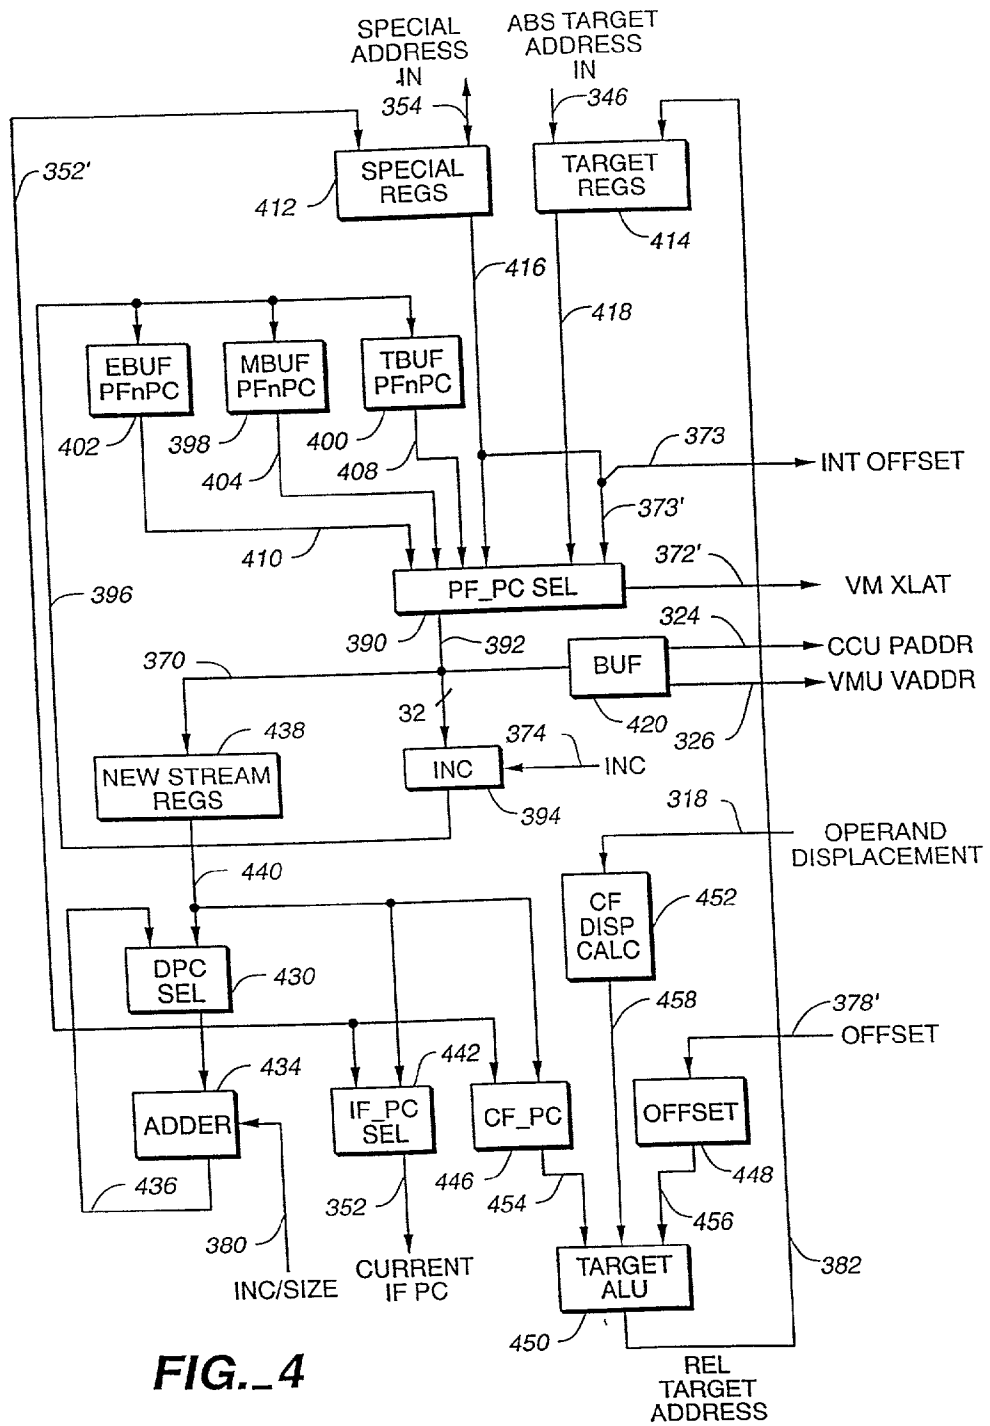 SPECIAL
ADDRESS
IN
ABS TARGET
ADDRESS
IN
354
346
352'
SPECIAL
REGS
412
TARGET
REGS
414
416
418
EBUF
PFnPC
MBUF
PFnPC
TBUF
PFnPC
402
398
400
404
408
373
INT OFFSET
373'
410
396
372'
PF_PC SEL
VM XLAT
390
392
324
CCU PADDR
370
BUF
VMU VADDR
32
420
326
438
374
NEW STREAM
REGS
INC
INC
394
318
OPERAND
DISPLACEMENT
440
CF
DISP
CALC
452
DPC
SEL
430
458
378'
OFFSET
434
442
ADDER
IF_PC
SEL
CF_PC
OFFSET
436
352
446
454
448
456
380
382
INC/SIZE
CURRENT
IF PC
TARGET
ALU
450
FIG._4
REL
TARGET
ADDRESS